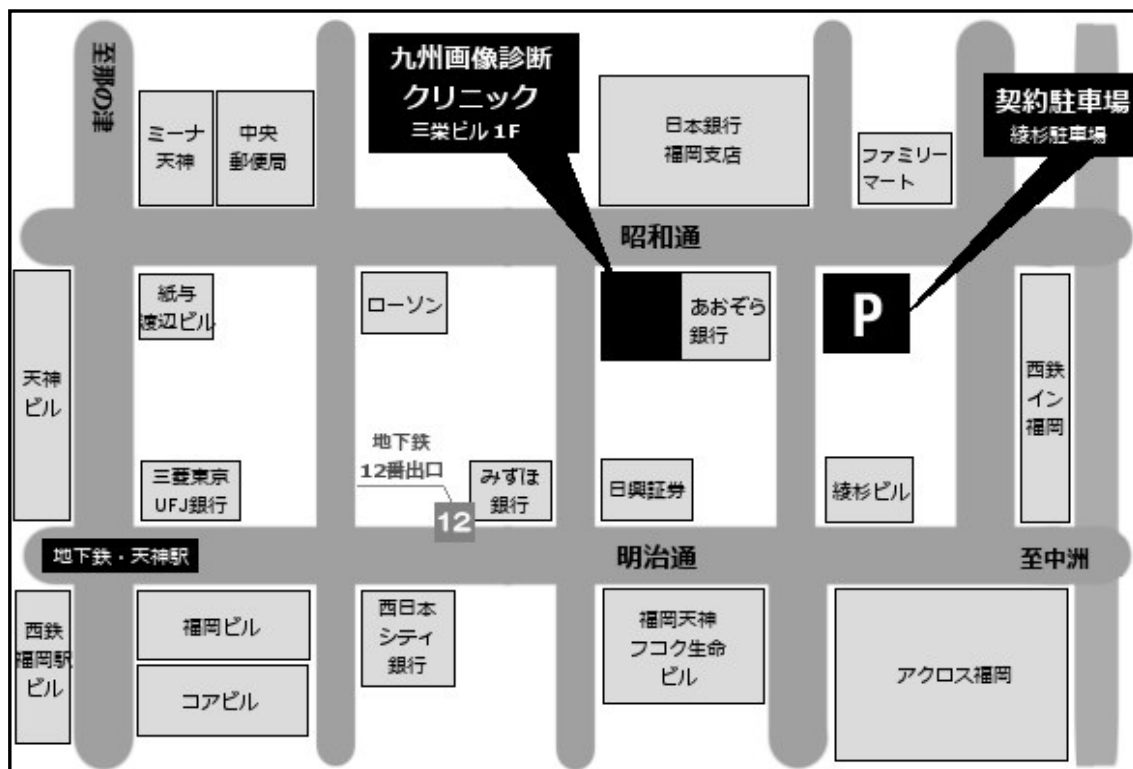 至那の津
九州画像診断
クリニック
三栄ビル 1F
契約駐車場
綾杉駐車場
ミーナ
天神
中央
郵便局
日本銀行
福岡支店
ファミリー
マート
昭和通
紙与
渡辺ビル
ローソン
あおぞら
銀行
P
天神
ビル
西鉄
イン
福岡
地下鉄
12番出口
12
三菱東京
UFJ銀行
みずほ
銀行
日興証券
綾杉ビル
地下鉄・天神駅
明治通
至中洲
西鉄
福岡駅
ビル
福岡ビル
コアビル
西日本
シティ
銀行
福岡天神
フコク生命
ビル
アクロス福岡